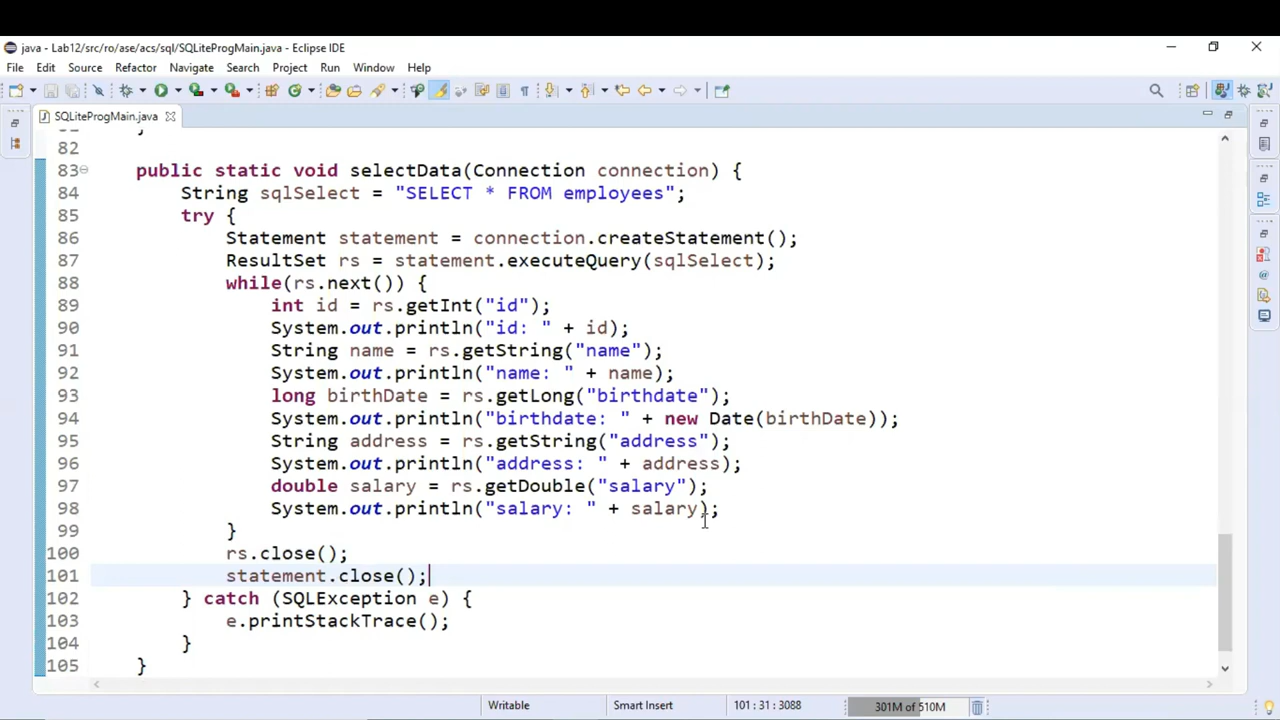 java - Lab12/src/ro/ase/acs/sql/SQLiteProgMain.java - Eclipse IDE
File Edit Source Refactor Navigate Search Project Run Window Help
SQLiteProgMain.java
82
83 public static void selectData(Connection connection) {
84 String sqlSelect = "SELECT * FROM employees";
85 try {
86 Statement statement = connection.createStatement();
87 ResultSet rs = statement.executeQuery(sqlSelect);
88 while(rs.next()) {
89 int id = rs.getInt("id");
90 System.out.println("id: " + id);
91 String name = rs.getString("name");
92 System.out.println("name: " + name);
93 long birthDate = rs.getLong("birthdate");
94 System.out.println("birthdate: " + new Date(birthDate));
95 String address = rs.getString("address");
96 System.out.println("address: " + address);
97 double salary = rs.getDouble("salary");
98 System.out.println("salary: " + salary);
99 }
100 rs.close();
101 statement.close();
102 } catch (SQLException e) {
103 e.printStackTrace();
104 }
105 }
Writable Smart Insert 101 : 31 : 3088 301M of 510M